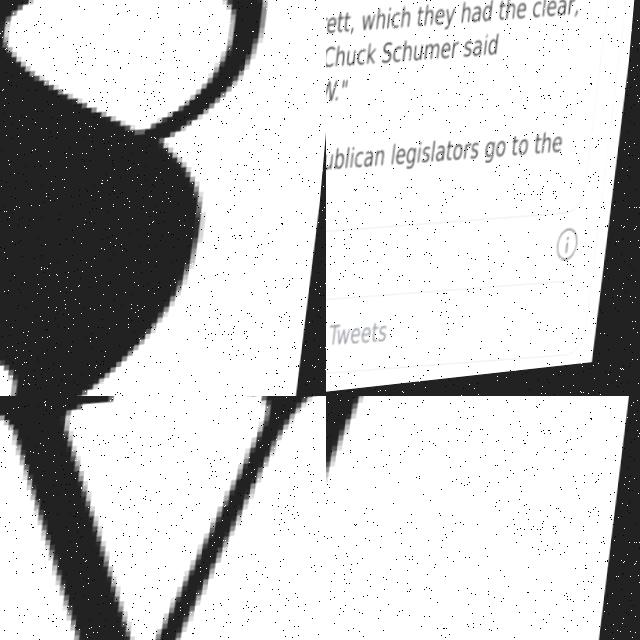 ett, which they had the clear,
Chuck Schumer said
W."
ublican legislators go to the
Tweets